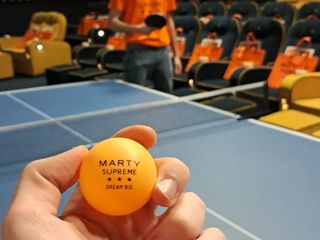 MARTY
SUPREME
★ ★ ★
DREAM BIG